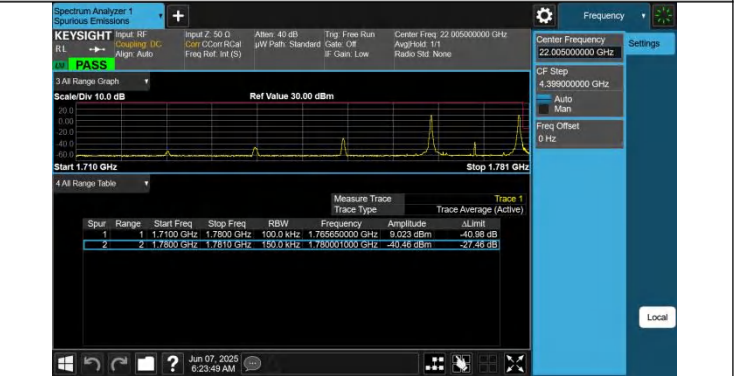 Spectrum Analyzer 1
Spurious Emissions
+
Frequency
KEYSIGHT Input: RF Input Z: 50 Ω Atten: 40 dB Trig: Free Run Center Freq: 22.005000000 GHz
RL Coupling: DC Corr CCorr RCal µW Path: Standard Gate: Off Avg|Hold: 1/1
Align: Auto Freq Ref: Int (S) IF Gain: Low Radio Std: None
PASS
3 All Range Graph
Scale/Div 10.0 dB Ref Value 30.00 dBm
20.0
0.00
-20.0
-40.0
-60.0
Start 1.710 GHz Stop 1.781 GHz
4 All Range Table
Measure Trace Trace 1
Trace Type Trace Average (Active)
Spur Range Start Freq Stop Freq RBW Frequency Amplitude ΔLimit
1 1 1.7100 GHz 1.7800 GHz 100.0 kHz 1.765650000 GHz 9.023 dBm -40.98 dB
2 2 1.7800 GHz 1.7810 GHz 150.0 kHz 1.780001000 GHz -40.46 dBm -27.46 dB
Center Frequency
22.005000000 GHz
Settings
CF Step
4.399000000 GHz
Auto
Man
Freq Offset
0 Hz
Local
?
Jun 07, 2025
6:23:49 AM